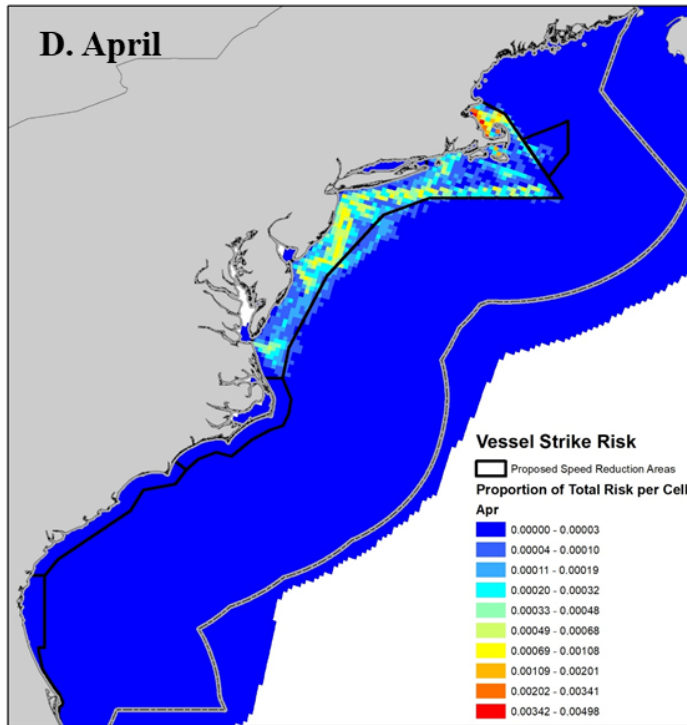 D. April
Vessel Strike Risk
Proposed Speed Reduction Areas
Proportion of Total Risk per Cell
Apr
0.00000 - 0.00003
0.00004 - 0.00010
0.00011 - 0.00019
0.00020 - 0.00032
0.00033 - 0.00048
0.00049 - 0.00068
0.00069 - 0.00108
0.00109 - 0.00201
0.00202 - 0.00341
0.00342 - 0.00498